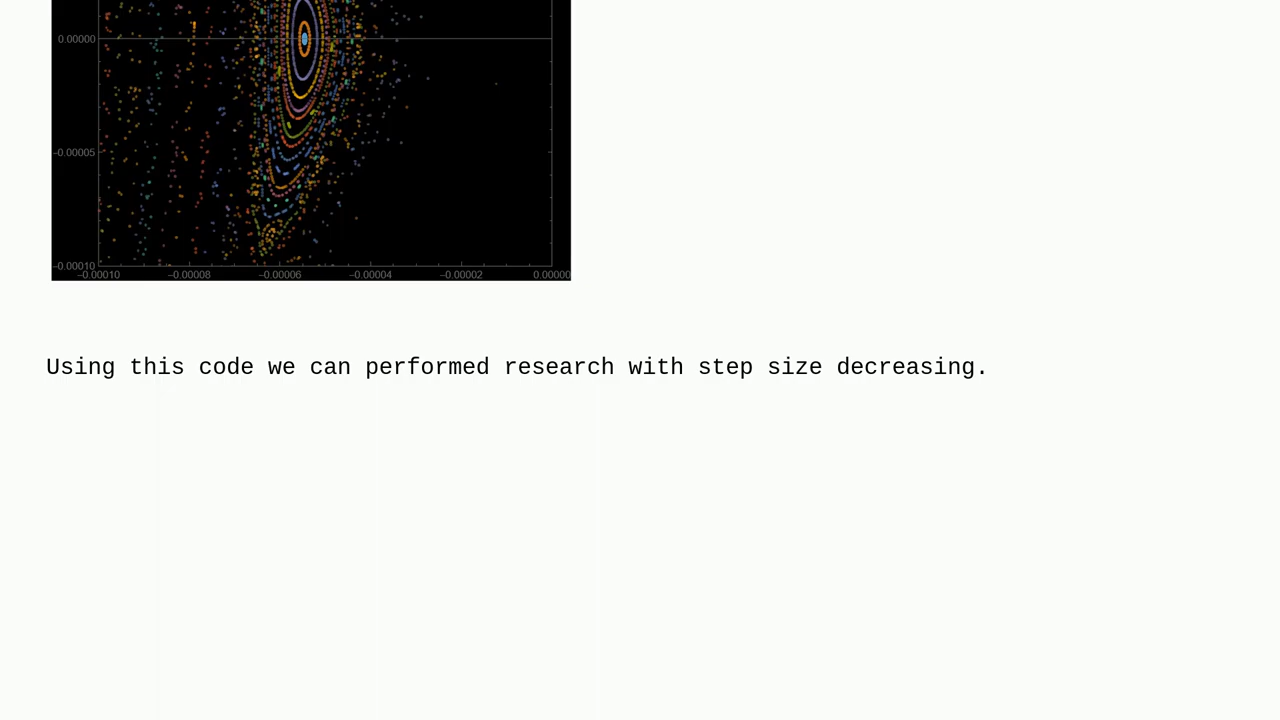 0.00000
-0.00005
-0.00010
-0.00010 -0.00008 -0.00006 -0.00004 -0.00002 0.00000
Using this code we can performed research with step size decreasing.